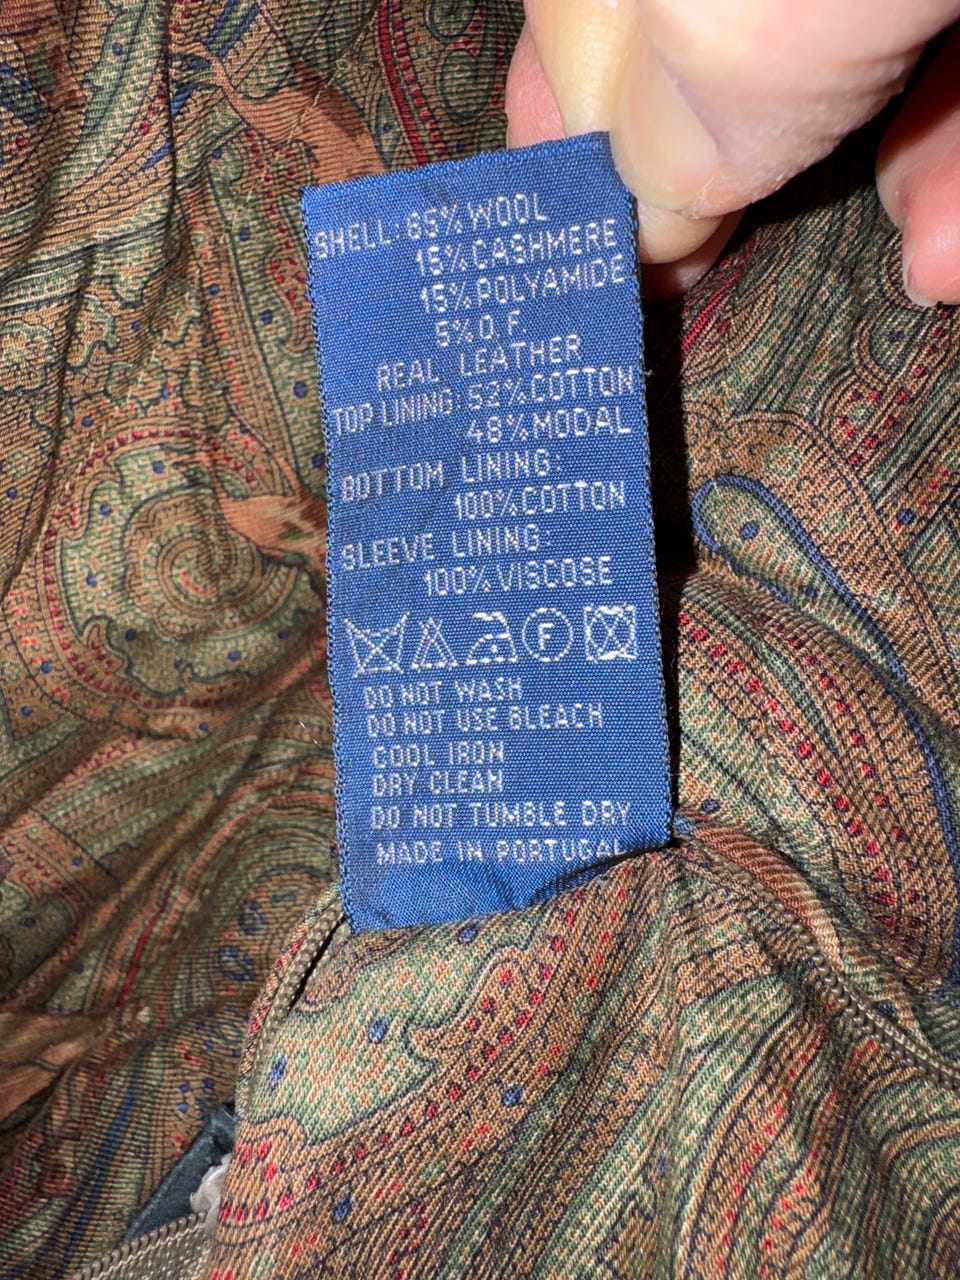 SHELL: 65% WOOL
15% CASHMERE
15% POLYAMIDE
5% O.F.
REAL LEATHER
TOP LINING: 52% COTTON
48% MODAL
BOTTOM LINING:
100% COTTON
SLEEVE LINING:
100% VISCOSE
F
DO NOT WASH
DO NOT USE BLEACH
COOL IRON
DRY CLEAN
DO NOT TUMBLE DRY
MADE IN PORTUGAL